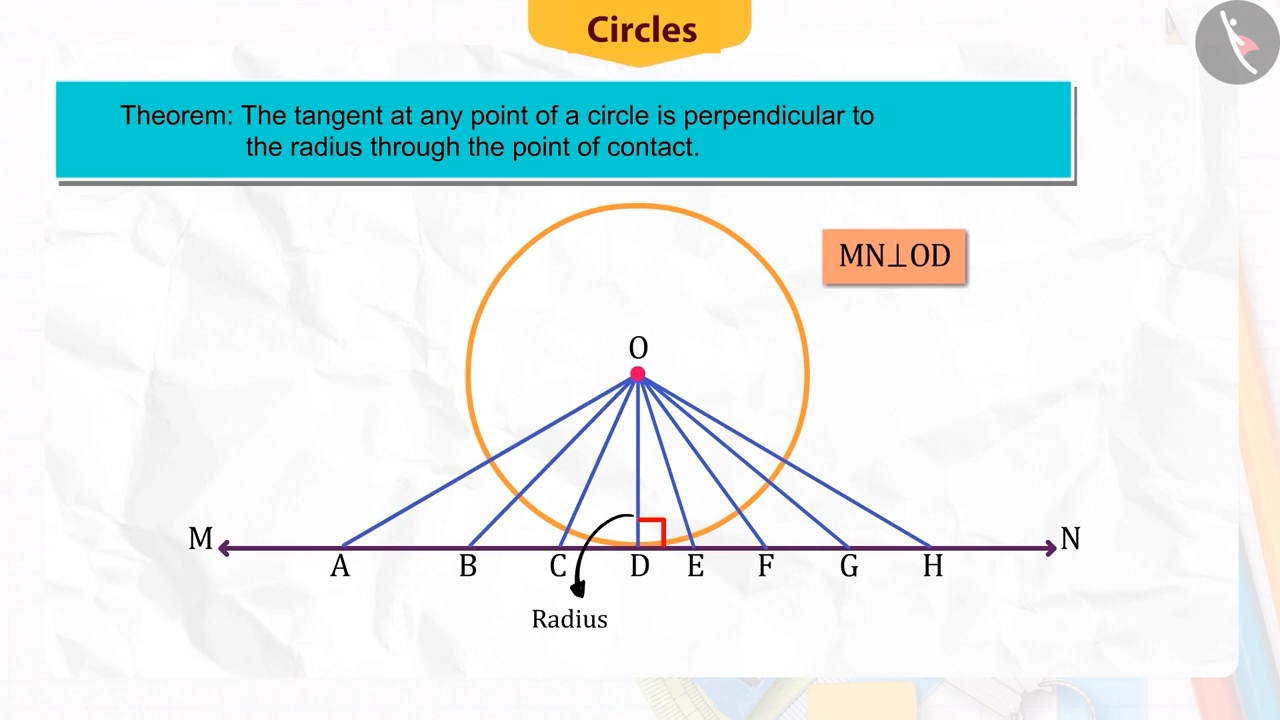 Circles
Theorem: The tangent at any point of a circle is perpendicular to
the radius through the point of contact.
MN⊥OD
O
M
N
A
B
C
D
E
F
G
H
Radius